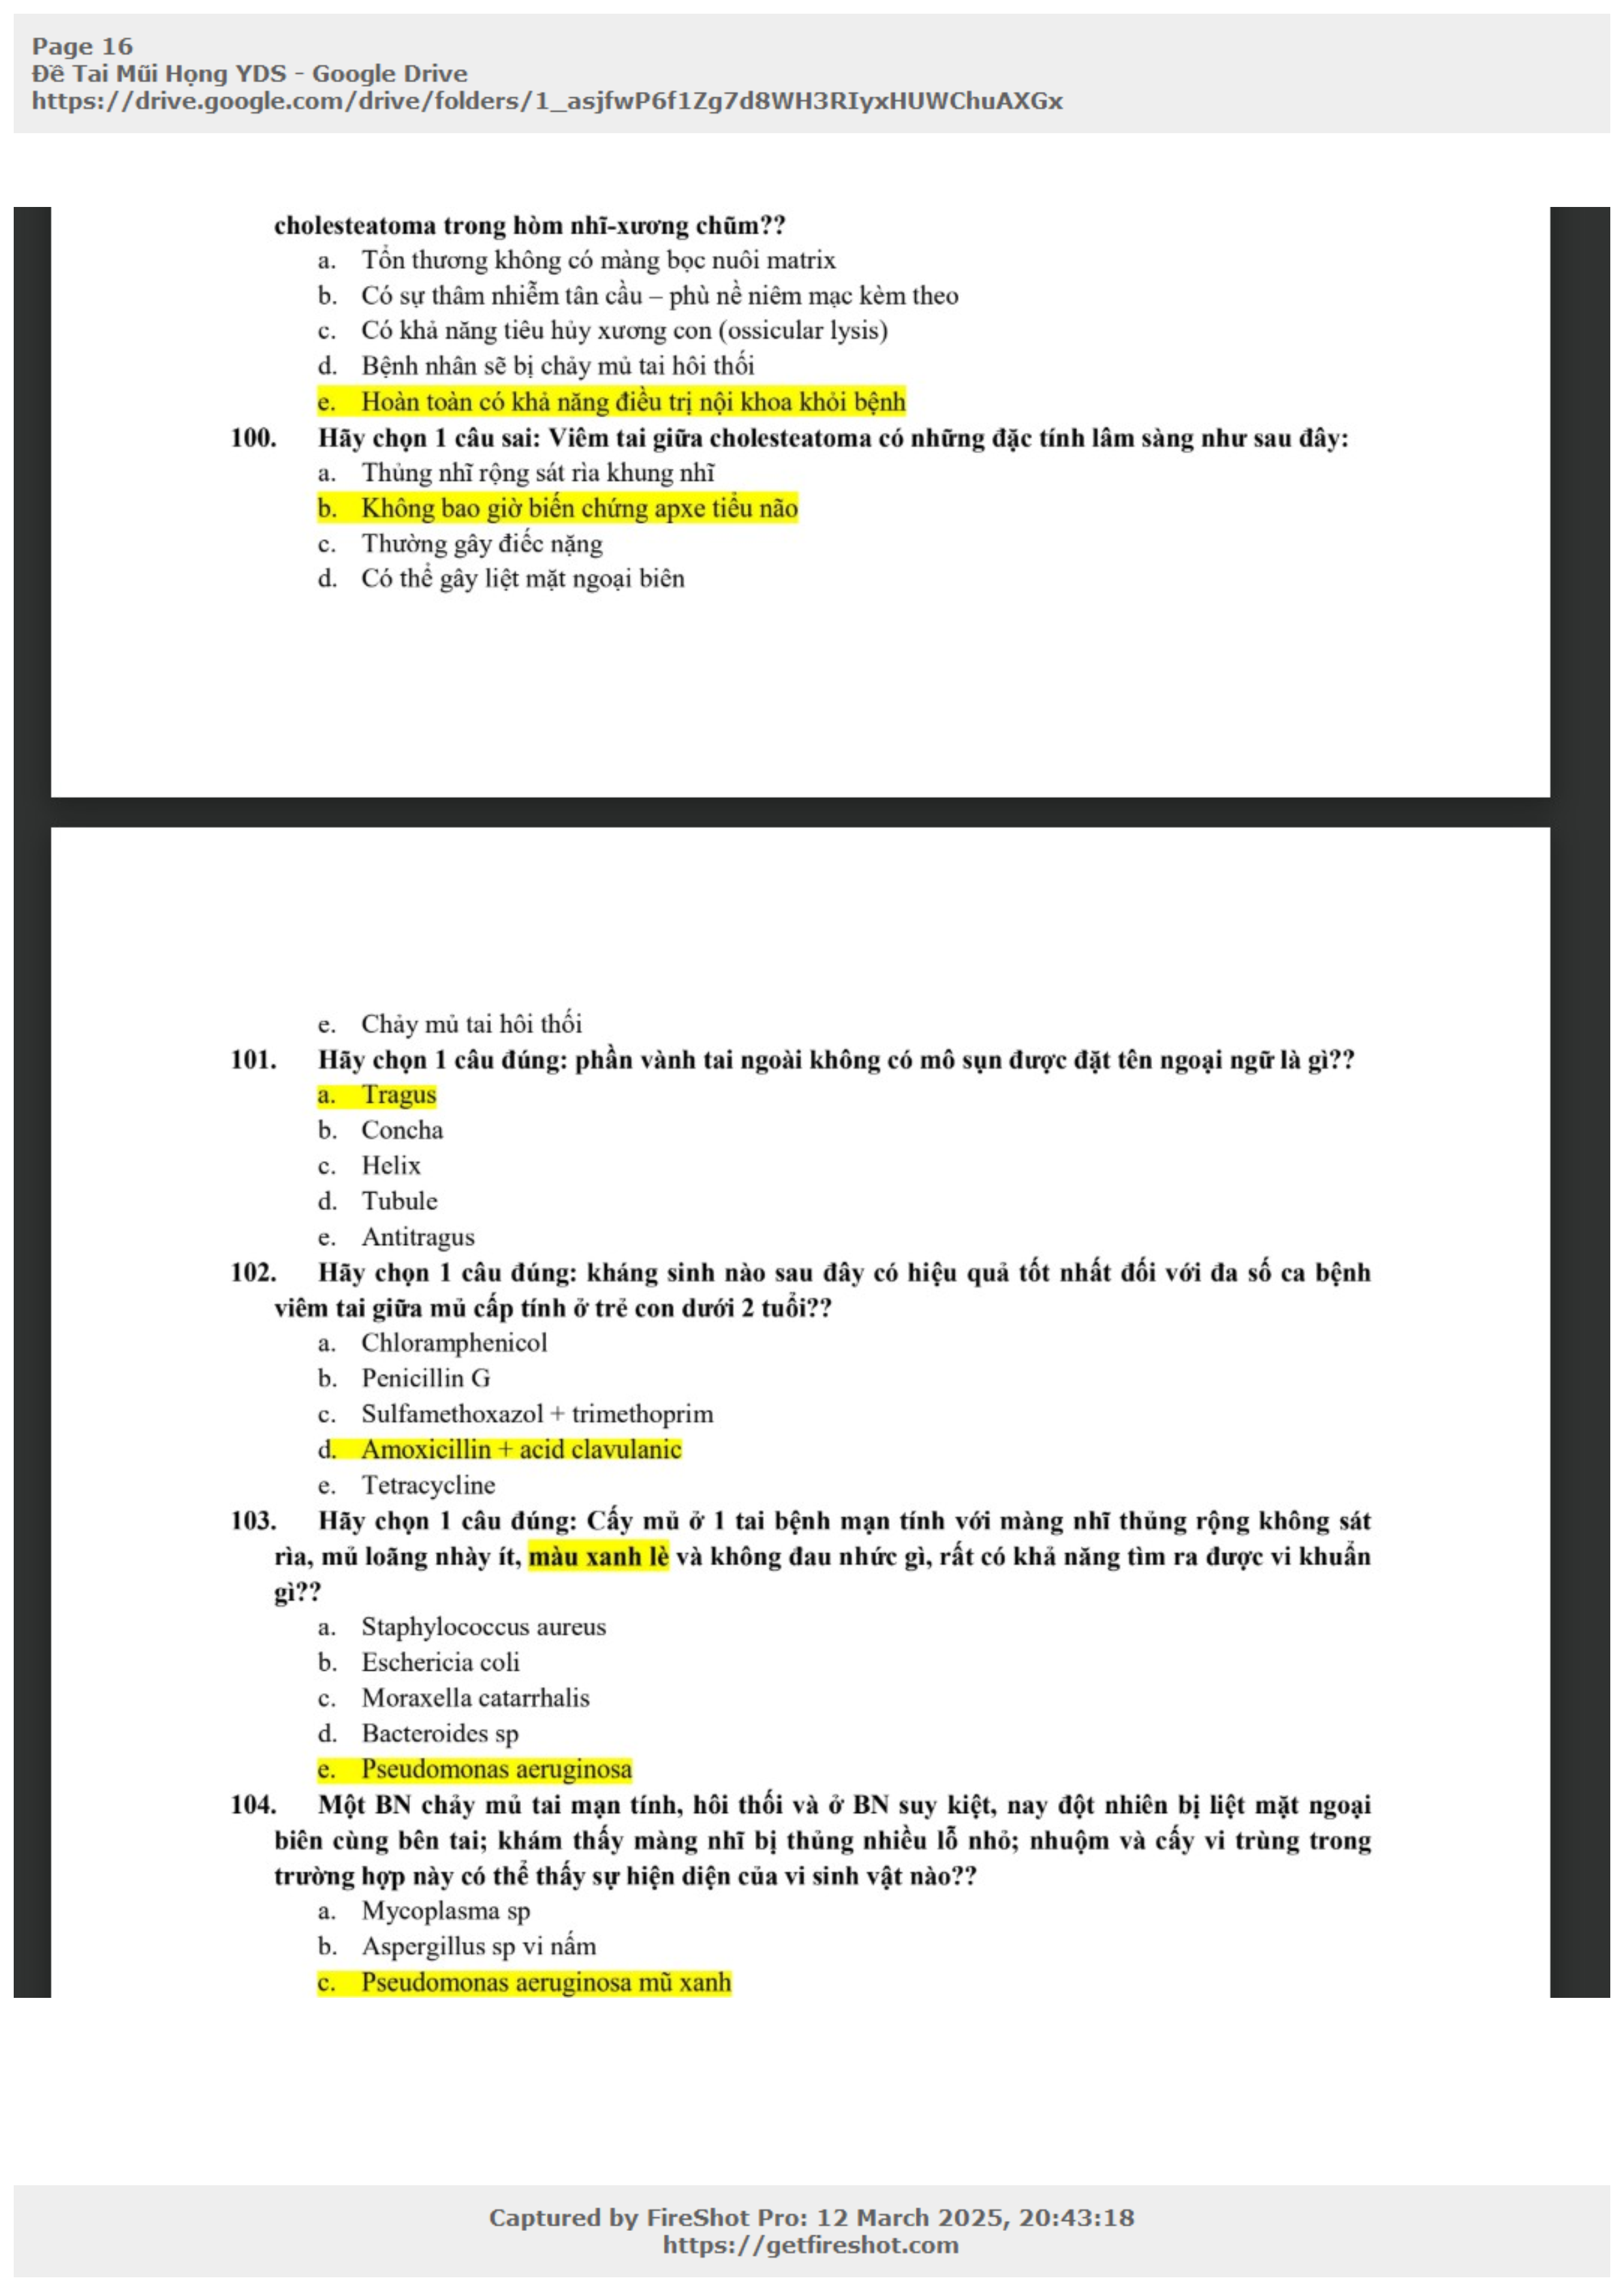 Page 16
Đề Tai Mũi Họng YDS - Google Drive
https://drive.google.com/drive/folders/1_asjfwP6f1Zg7d8WH3RIyxHUWChuAXGx
cholesteatoma trong hòm nhĩ-xương chũm??
a. Tổn thương không có màng bọc nuôi matrix
b. Có sự thâm nhiễm tân cầu – phù nề niêm mạc kèm theo
c. Có khả năng tiêu hủy xương con (ossicular lysis)
d. Bệnh nhân sẽ bị chảy mủ tai hôi thối
e. Hoàn toàn có khả năng điều trị nội khoa khỏi bệnh
100. Hãy chọn 1 câu sai: Viêm tai giữa cholesteatoma có những đặc tính lâm sàng như sau đây:
a. Thủng nhĩ rộng sát rìa khung nhĩ
b. Không bao giờ biến chứng apxe tiểu não
c. Thường gây điếc nặng
d. Có thể gây liệt mặt ngoại biên
e. Chảy mủ tai hôi thối
101. Hãy chọn 1 câu đúng: phần vành tai ngoài không có mô sụn được đặt tên ngoại ngữ là gì??
a. Tragus
b. Concha
c. Helix
d. Tubule
e. Antitragus
102. Hãy chọn 1 câu đúng: kháng sinh nào sau đây có hiệu quả tốt nhất đối với đa số ca bệnh
viêm tai giữa mủ cấp tính ở trẻ con dưới 2 tuổi??
a. Chloramphenicol
b. Penicillin G
c. Sulfamethoxazol + trimethoprim
d. Amoxicillin + acid clavulanic
e. Tetracycline
103. Hãy chọn 1 câu đúng: Cấy mủ ở 1 tai bệnh mạn tính với màng nhĩ thủng rộng không sát
rìa, mủ loãng nhày ít, màu xanh lè và không đau nhức gì, rất có khả năng tìm ra được vi khuẩn
gì??
a. Staphylococcus aureus
b. Eschericia coli
c. Moraxella catarrhalis
d. Bacteroides sp
e. Pseudomonas aeruginosa
104. Một BN chảy mủ tai mạn tính, hôi thối và ở BN suy kiệt, nay đột nhiên bị liệt mặt ngoại
biên cùng bên tai; khám thấy màng nhĩ bị thủng nhiều lỗ nhỏ; nhuộm và cấy vi trùng trong
trường hợp này có thể thấy sự hiện diện của vi sinh vật nào??
a. Mycoplasma sp
b. Aspergillus sp vi nấm
c. Pseudomonas aeruginosa mũ xanh
Captured by FireShot Pro: 12 March 2025, 20:43:18
https://getfireshot.com